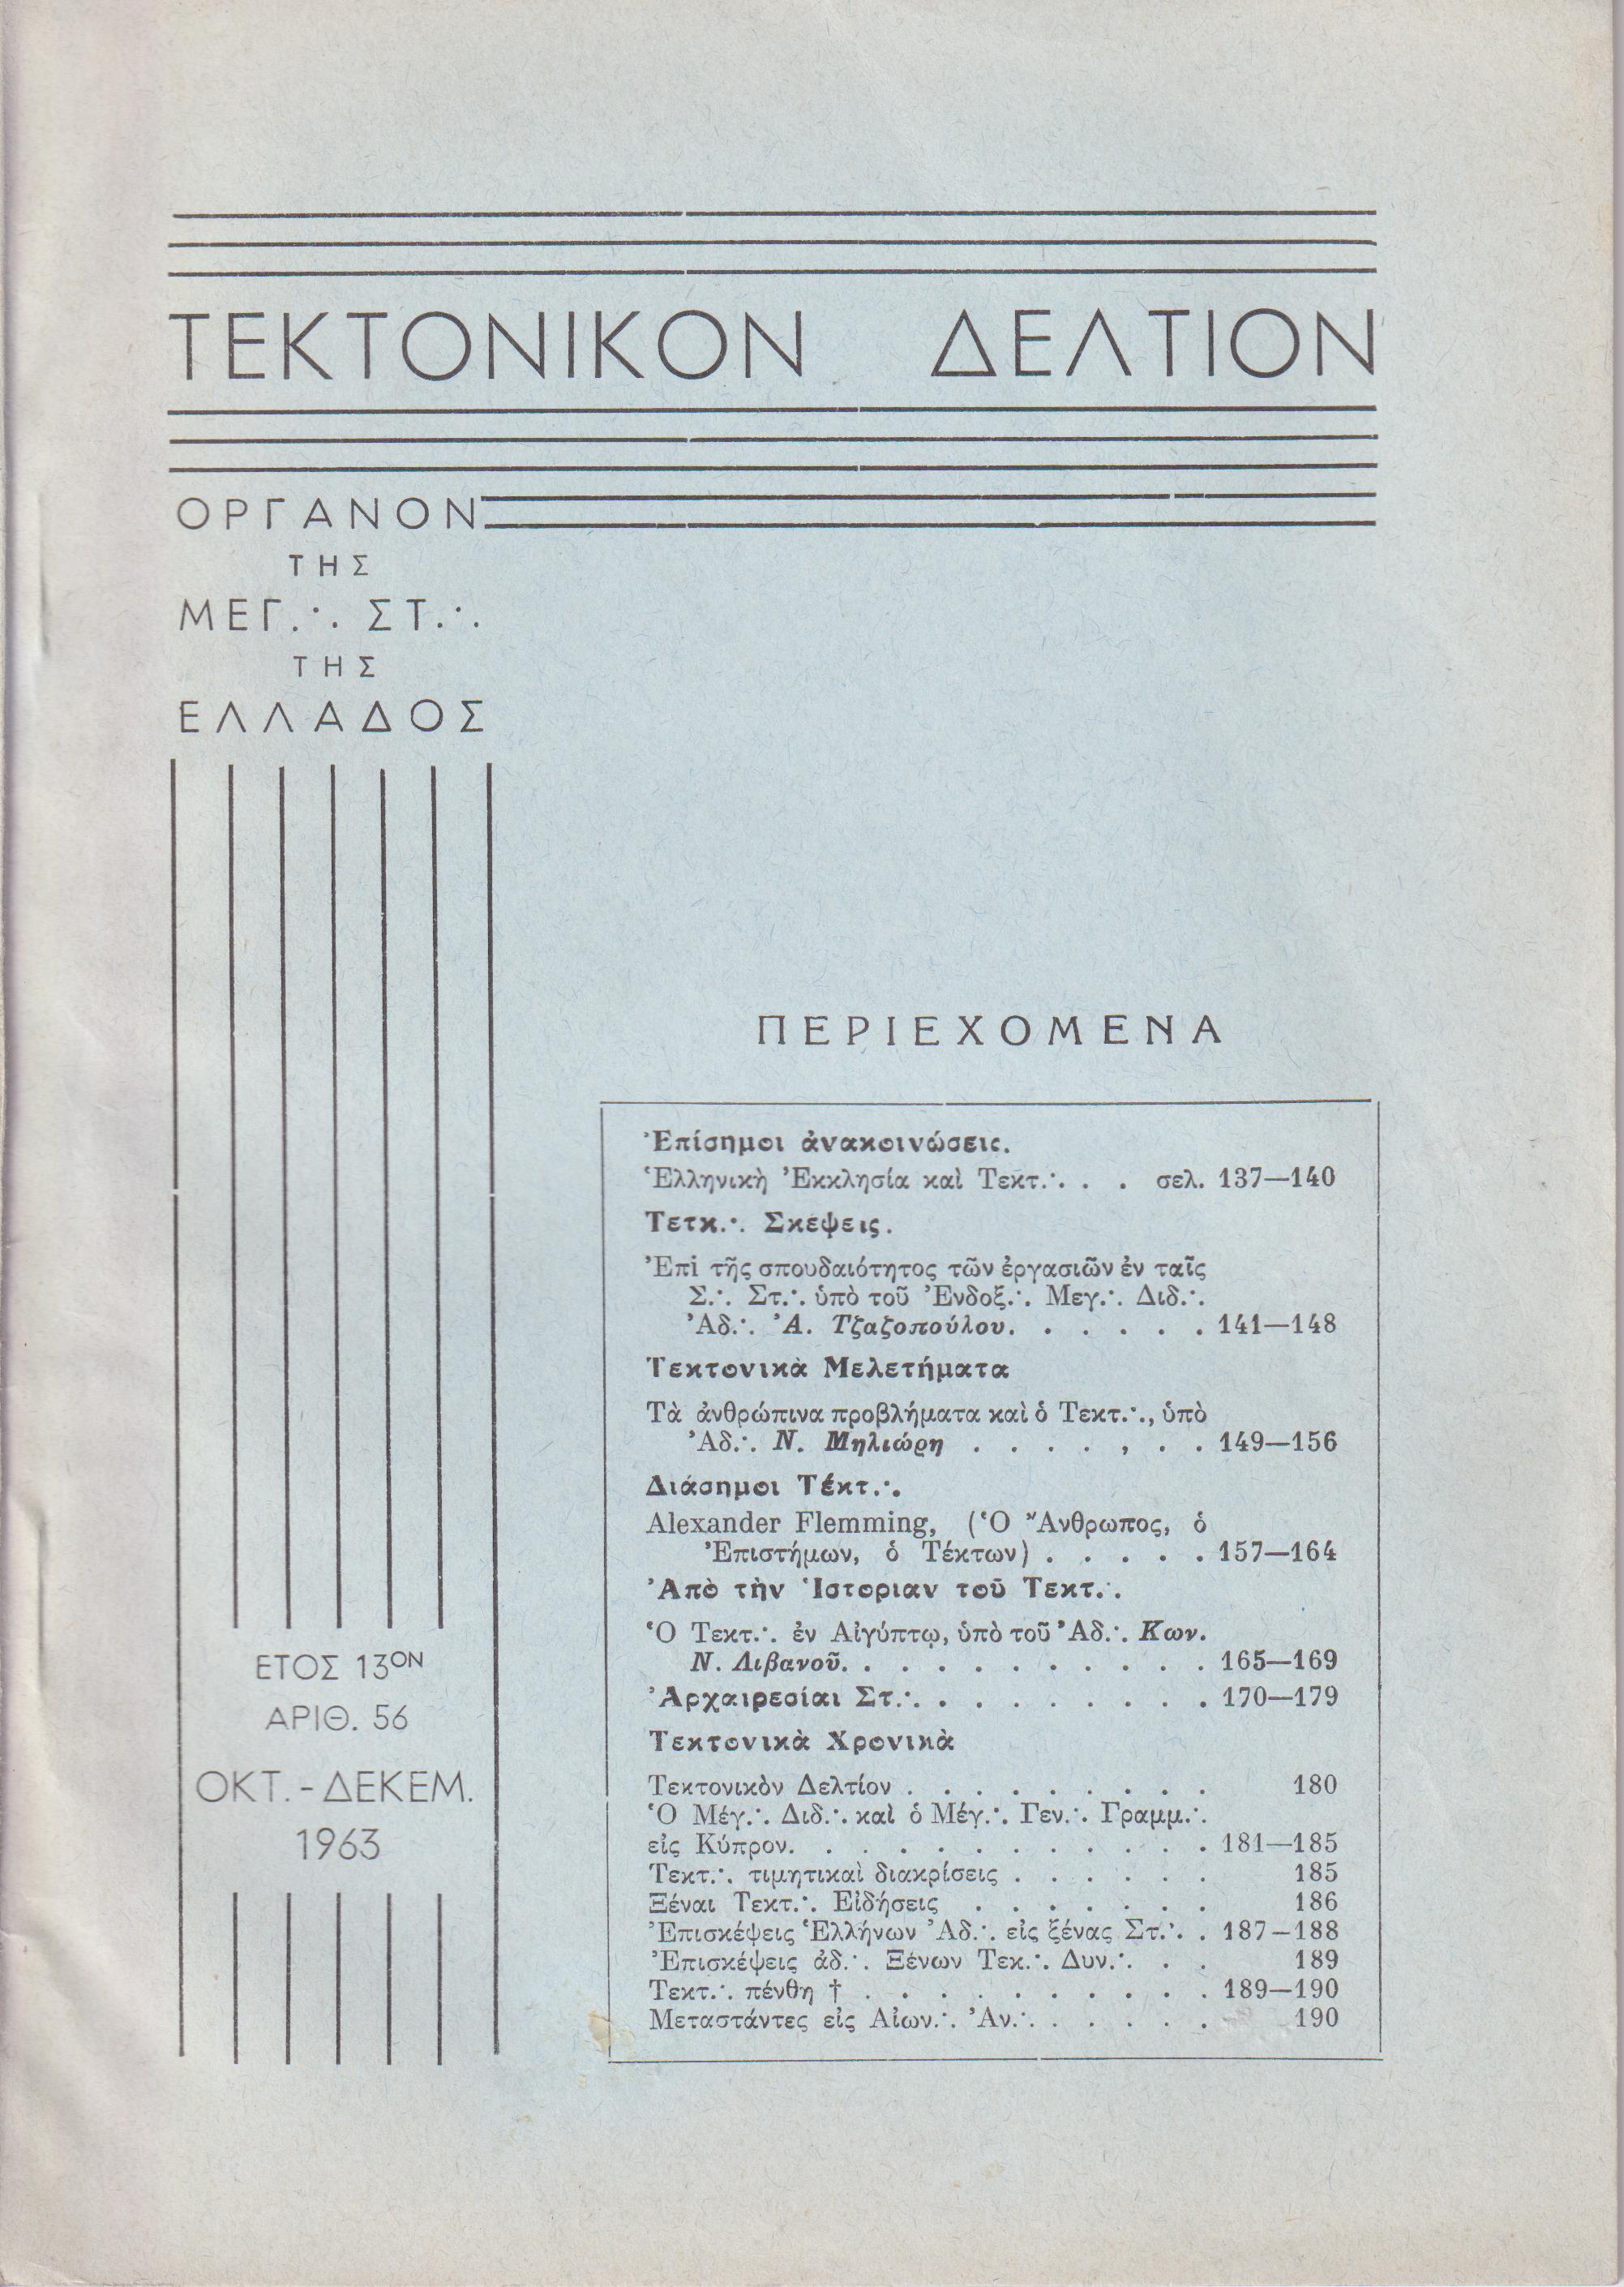 ΤΕΚΤΟΝΙΚΟΝ ΔΕΛΤΙΟΝ
ΟΡΓΑΝΟΝ
ΤΗΣ
ΜΕΓ.·. ΣΤ.·.
ΤΗΣ
ΕΛΛΑΔΟΣ
ΕΤΟΣ 13ΟΝ
ΑΡΙΘ. 56
ΟΚΤ. - ΔΕΚΕΜ.
1963
ΠΕΡΙΕΧΟΜΕΝΑ
Ἐπίσημοι ἀνακοινώσεις.
Ἑλληνικὴ Ἐκκλησία καὶ Τεκτ.·. . . σελ. 137—140
Τετκ.·. Σκέψεις.
Ἐπὶ τῆς σπουδαιότητος τῶν ἐργασιῶν ἐν ταῖς
Σ.·. Στ.·. ὑπὸ τοῦ Ἐνδοξ.·. Μεγ.·. Διδ.·.
Ἀδ.·. Ἀ. Τζαζοπούλου. . . . . . 141—148
Τεκτονικὰ Μελετήματα
Τὰ ἀνθρώπινα προβλήματα καὶ ὁ Τεκτ.·., ὑπὸ
Ἀδ.·. Ν. Μηλιώρη . . . . , . . 149—156
Διάσημοι Τέκτ.·.
Alexander Flemming, (Ὁ Ἄνθρωπος, ὁ
Ἐπιστήμων, ὁ Τέκτων) . . . . . 157—164
Ἀπὸ τὴν Ἱστοριαν τοῦ Τεκτ.·.
Ὁ Τεκτ.·. ἐν Αἰγύπτῳ, ὑπὸ τοῦ Ἀδ.·. Κων.
Ν. Λιβανοῦ. . . . . . . . . . . 165—169
Ἀρχαιρεσίαι Στ.·. . . . . . . . . 170—179
Τεκτονικὰ Χρονικὰ
Τεκτονικὸν Δελτίον . . . . . . . . . 180
Ὁ Μέγ.·. Διδ.·. καὶ ὁ Μέγ.·. Γεν.·. Γραμμ.·.
εἰς Κύπρον. . . . . . . . . . . . 181—185
Τεκτ.·. τιμητικαὶ διακρίσεις . . . . . . 185
Ξέναι Τεκτ.·. Εἰδήσεις . . . . . . . 186
Ἐπισκέψεις Ἑλλήνων Ἀδ.·. εἰς ξένας Στ.·. . 187—188
Ἐπισκέψεις ἀδ.·. Ξένων Τεκ.·. Δυν.·. . . 189
Τεκτ.·. πένθη † . . . . . . . . . . 189—190
Μεταστάντες εἰς Αἰων.·. Ἀν.·. . . . . . 190